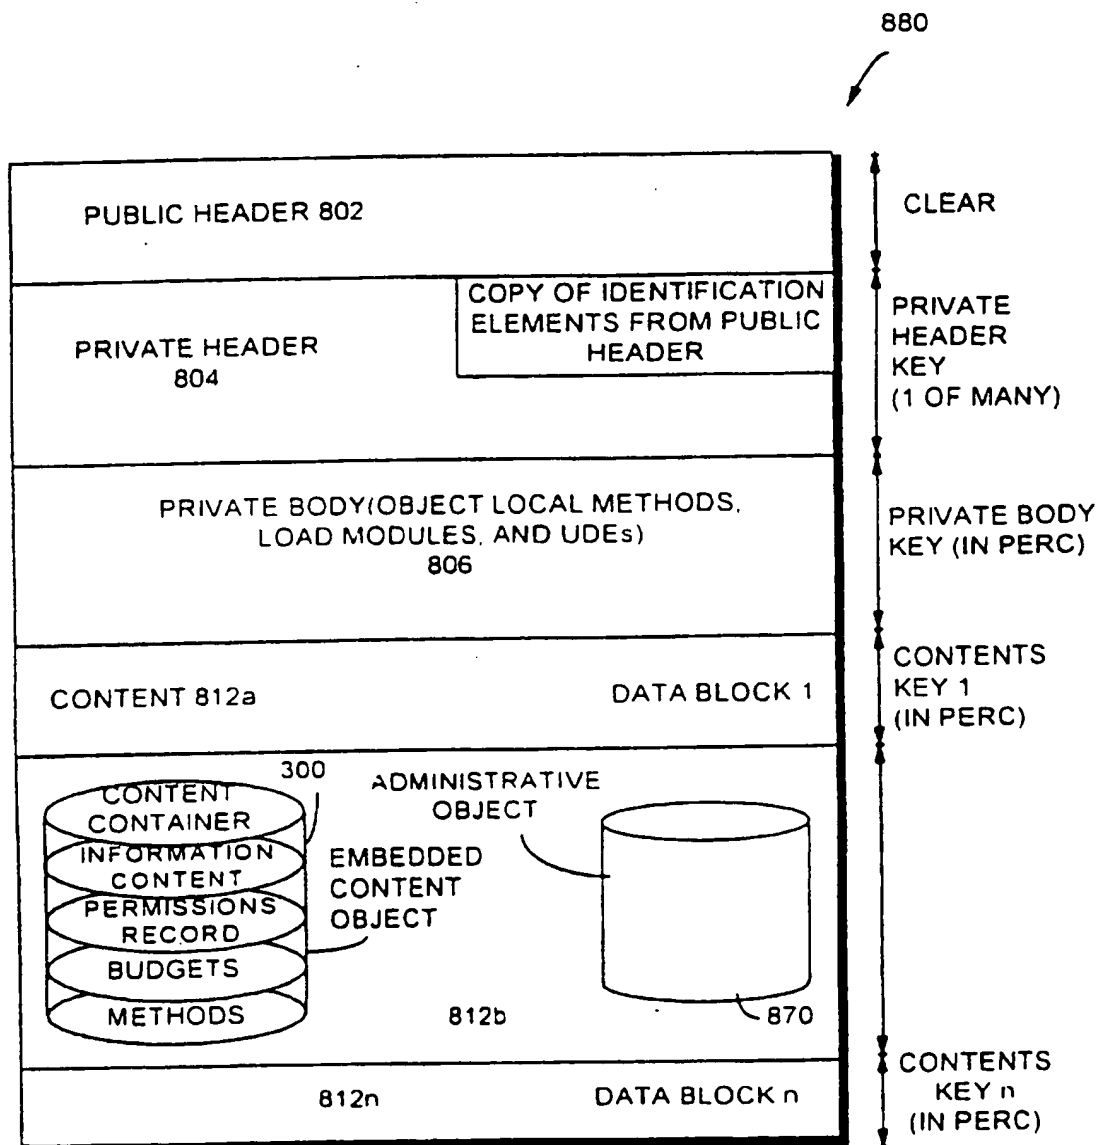 880
PUBLIC HEADER 802
CLEAR
COPY OF IDENTIFICATION
ELEMENTS FROM PUBLIC
HEADER
PRIVATE HEADER
804
PRIVATE
HEADER
KEY
(1 OF MANY)
PRIVATE BODY(OBJECT LOCAL METHODS,
LOAD MODULES, AND UDEs)
806
PRIVATE BODY
KEY (IN PERC)
CONTENT 812a
DATA BLOCK 1
CONTENTS
KEY 1
(IN PERC)
300
CONTENT
CONTAINER
INFORMATION
CONTENT
PERMISSIONS
RECORD
BUDGETS
METHODS
ADMINISTRATIVE
OBJECT
EMBEDDED
CONTENT
OBJECT
812b
870
812n
DATA BLOCK n
CONTENTS
KEY n
(IN PERC)